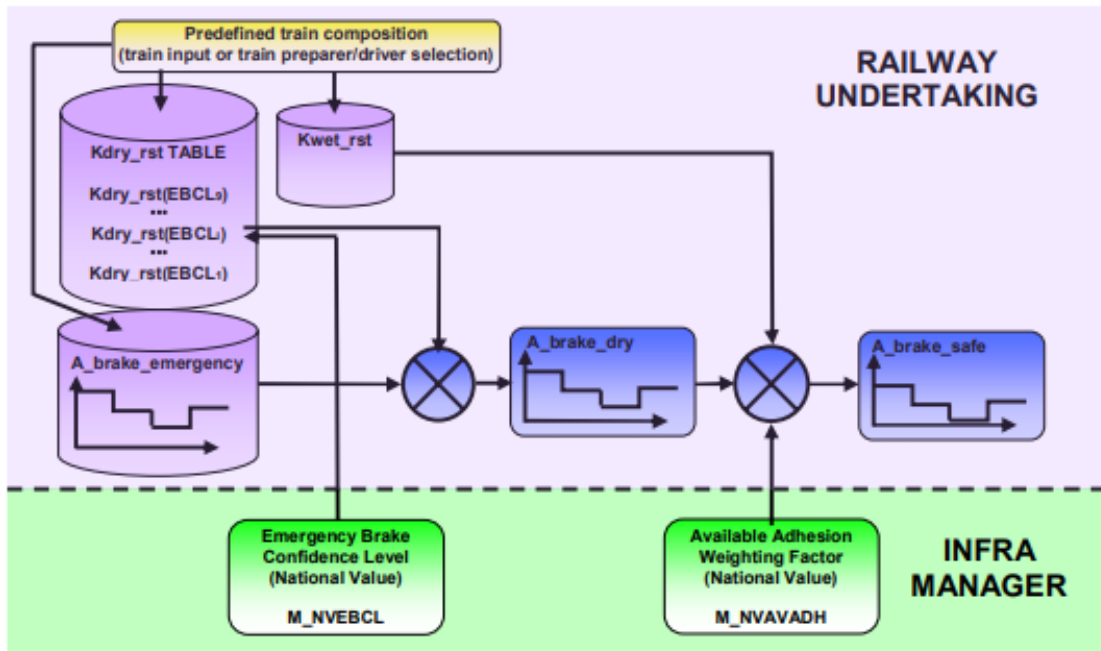 Predefined train composition
(train input or train preparer/driver selection)
RAILWAY
UNDERTAKING
Kdry_rst TABLE
Kdry_rst(EBCL₉)
...
Kdry_rst(EBCLᵢ)
...
Kdry_rst(EBCL₁)
Kwet_rst
A_brake_emergency
A_brake_dry
A_brake_safe
Emergency Brake
Confidence Level
(National Value)
M_NVEBCL
Available Adhesion
Weighting Factor
(National Value)
M_NVAVADH
INFRA
MANAGER